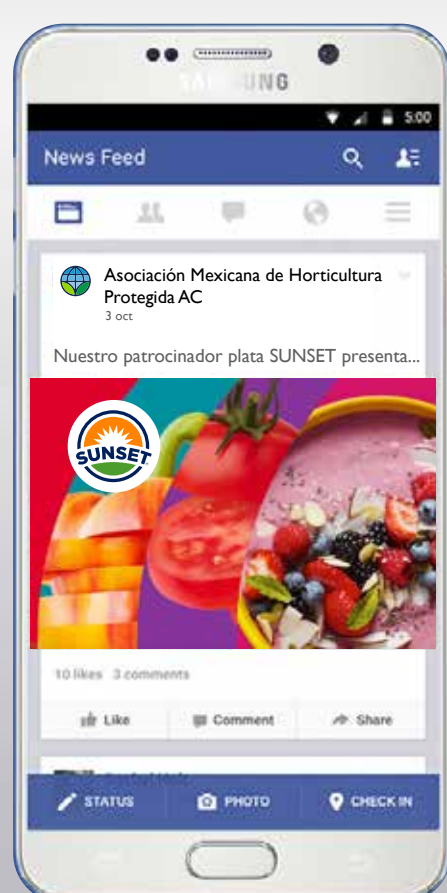 5:00
News Feed
Asociación Mexicana de Horticultura
Protegida AC
3 oct
Nuestro patrocinador plata SUNSET presenta...
SUNSET
10 likes 3 comments
Like Comment Share
STATUS PHOTO CHECK IN